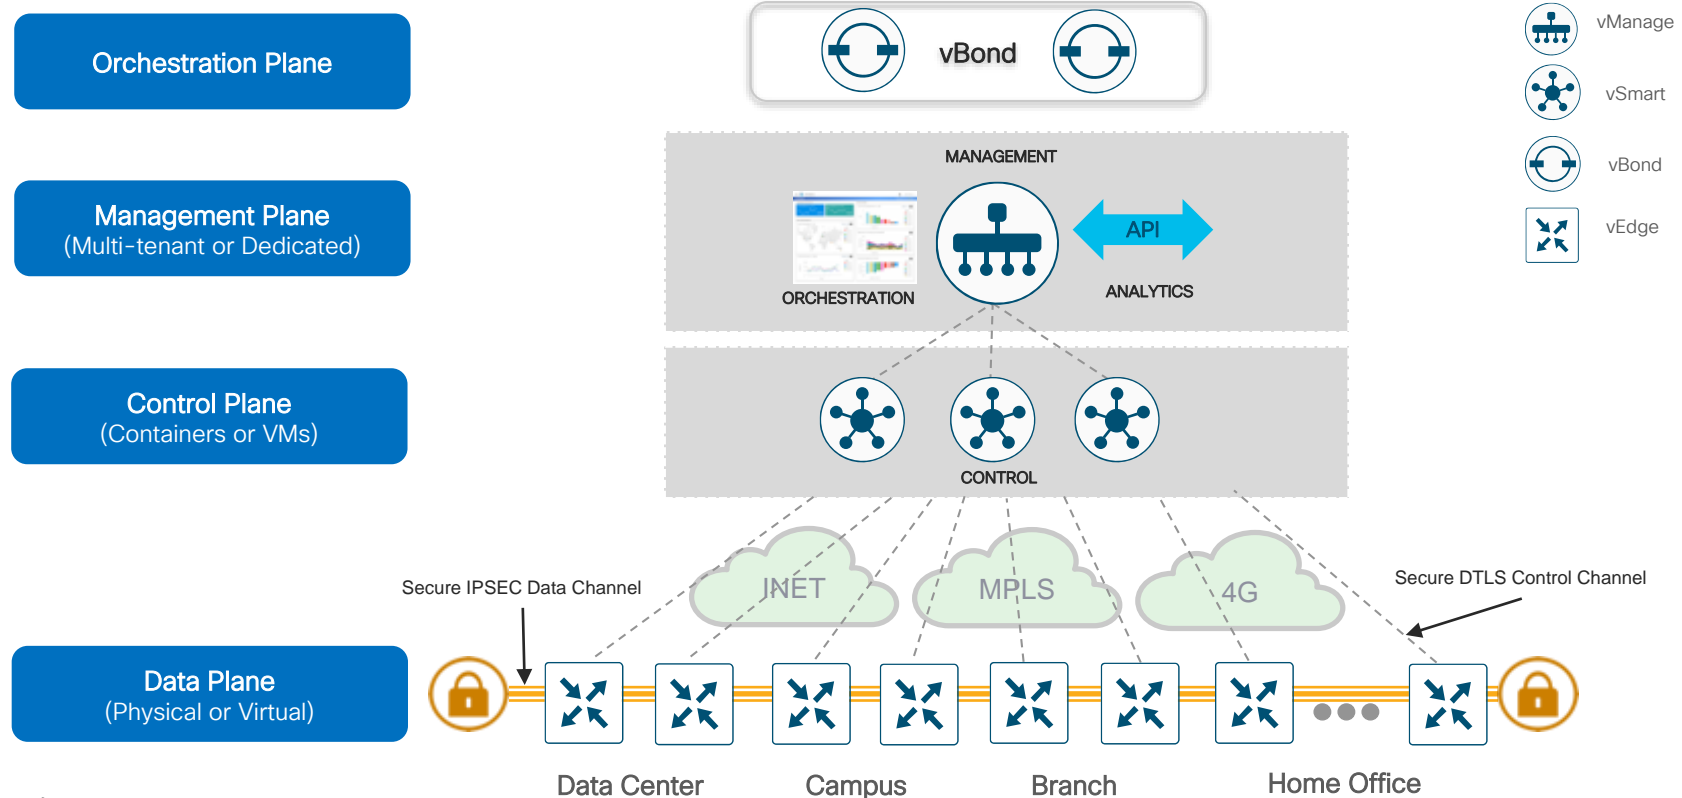 Orchestration Plane
vBond
vManage
vSmart
vBond
vEdge
Management Plane
(Multi-tenant or Dedicated)
MANAGEMENT
API
ORCHESTRATION
ANALYTICS
Control Plane
(Containers or VMs)
CONTROL
INET
MPLS
4G
Secure IPSEC Data Channel
Secure DTLS Control Channel
Data Plane
(Physical or Virtual)
Data Center
Campus
Branch
Home Office